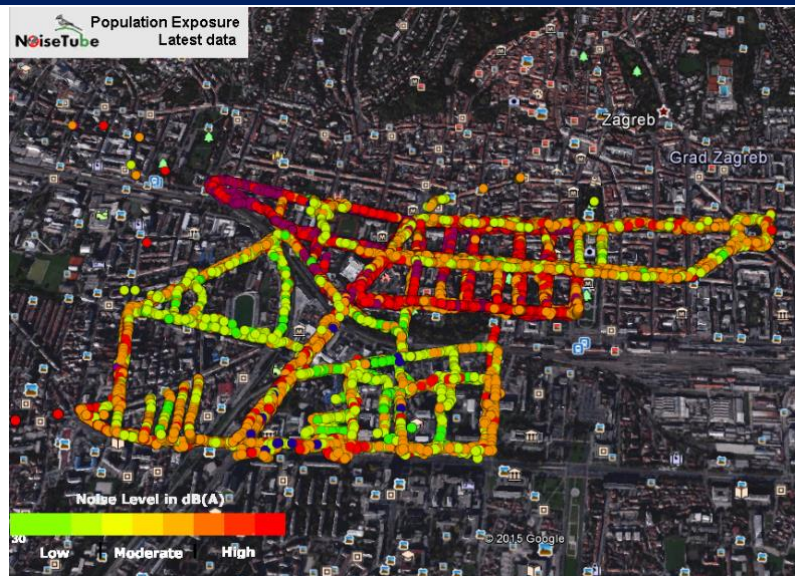 NoiseTube
Population Exposure
Latest data
Zagreb
Grad Zagreb
Noise Level in dB(A)
30
Low
Moderate
High
© 2015 Google